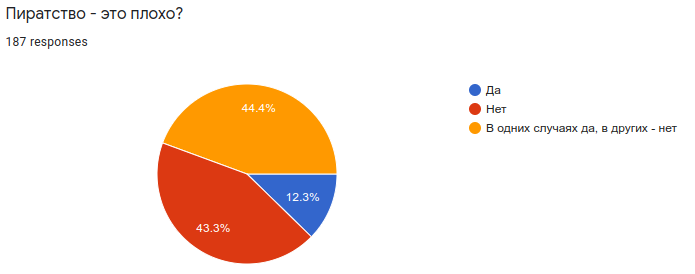 Пиратство - это плохо?
187 responses
44.4%
12.3%
43.3%
Да
Нет
В одних случаях да, в других - нет